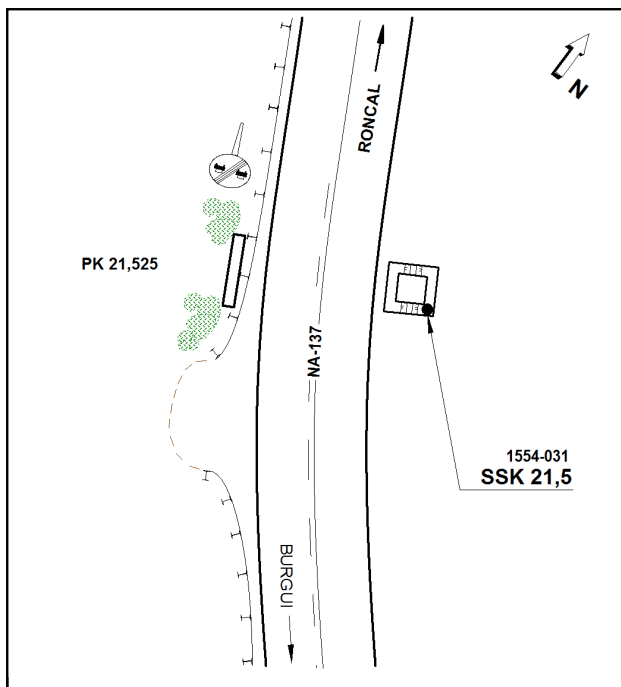 RONCAL
N
PK 21,525
NA-137
1554-031
SSK 21,5
BURGUI